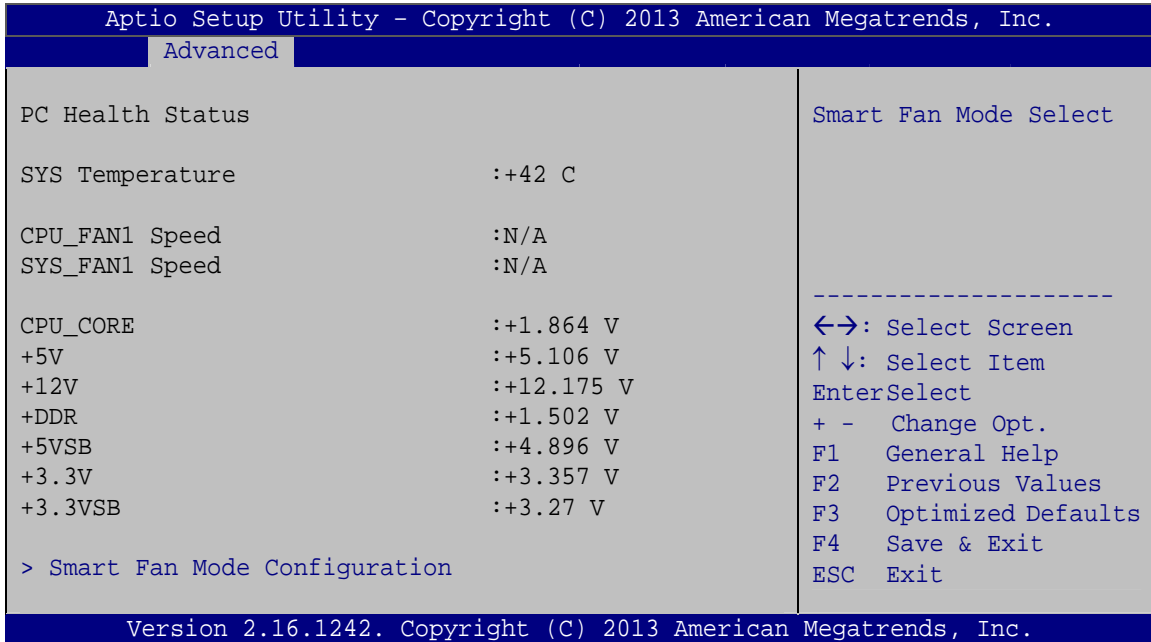 Aptio Setup Utility – Copyright (C) 2013 American Megatrends, Inc.
Advanced
PC Health Status
SYS Temperature :+42 C
CPU_FAN1 Speed :N/A
SYS_FAN1 Speed :N/A
CPU_CORE :+1.864 V
+5V :+5.106 V
+12V :+12.175 V
+DDR :+1.502 V
+5VSB :+4.896 V
+3.3V :+3.357 V
+3.3VSB :+3.27 V
> Smart Fan Mode Configuration
Smart Fan Mode Select
---------------------
←→: Select Screen
↑ ↓: Select Item
EnterSelect
+ - Change Opt.
F1 General Help
F2 Previous Values
F3 Optimized Defaults
F4 Save & Exit
ESC Exit
Version 2.16.1242. Copyright (C) 2013 American Megatrends, Inc.